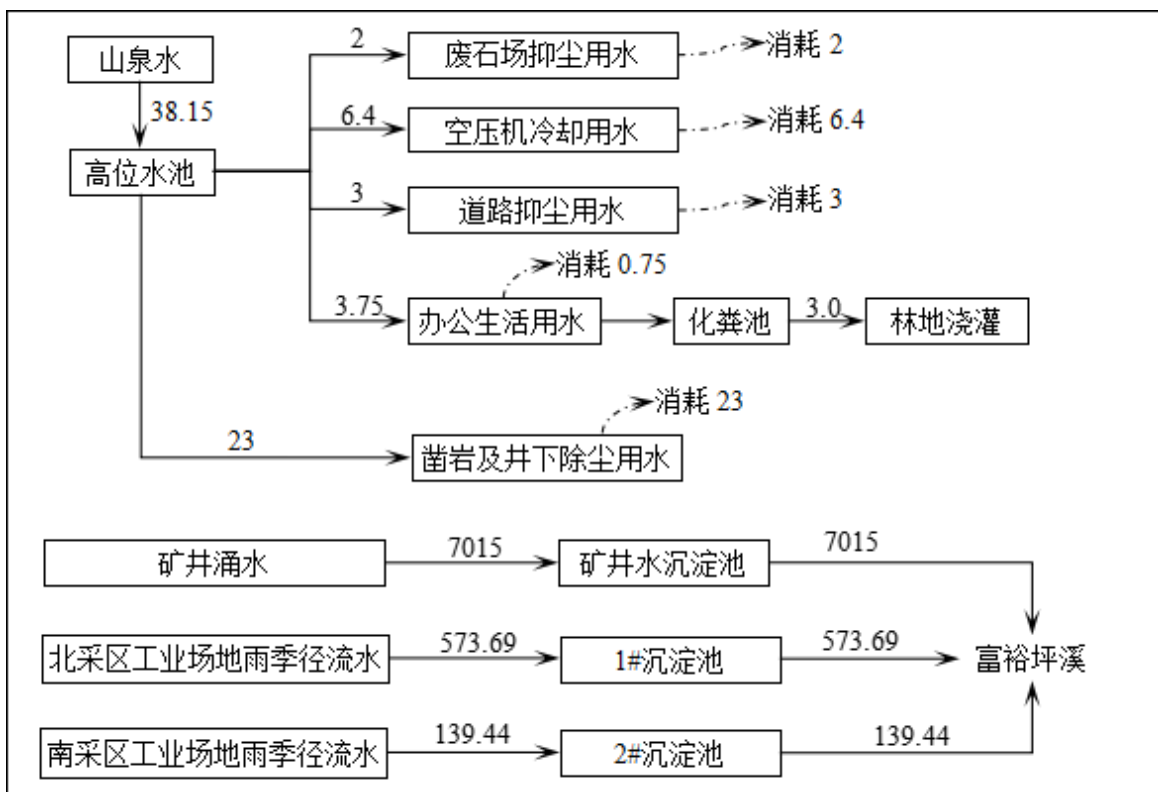 山泉水
38.15
高位水池
2
废石场抑尘用水
消耗 2
6.4
空压机冷却用水
消耗 6.4
3
道路抑尘用水
消耗 3
消耗 0.75
3.75
办公生活用水
化粪池
3.0
林地浇灌
消耗 23
23
凿岩及井下除尘用水
矿井涌水
7015
矿井水沉淀池
7015
北采区工业场地雨季径流水
573.69
1#沉淀池
573.69
富裕坪溪
南采区工业场地雨季径流水
139.44
2#沉淀池
139.44